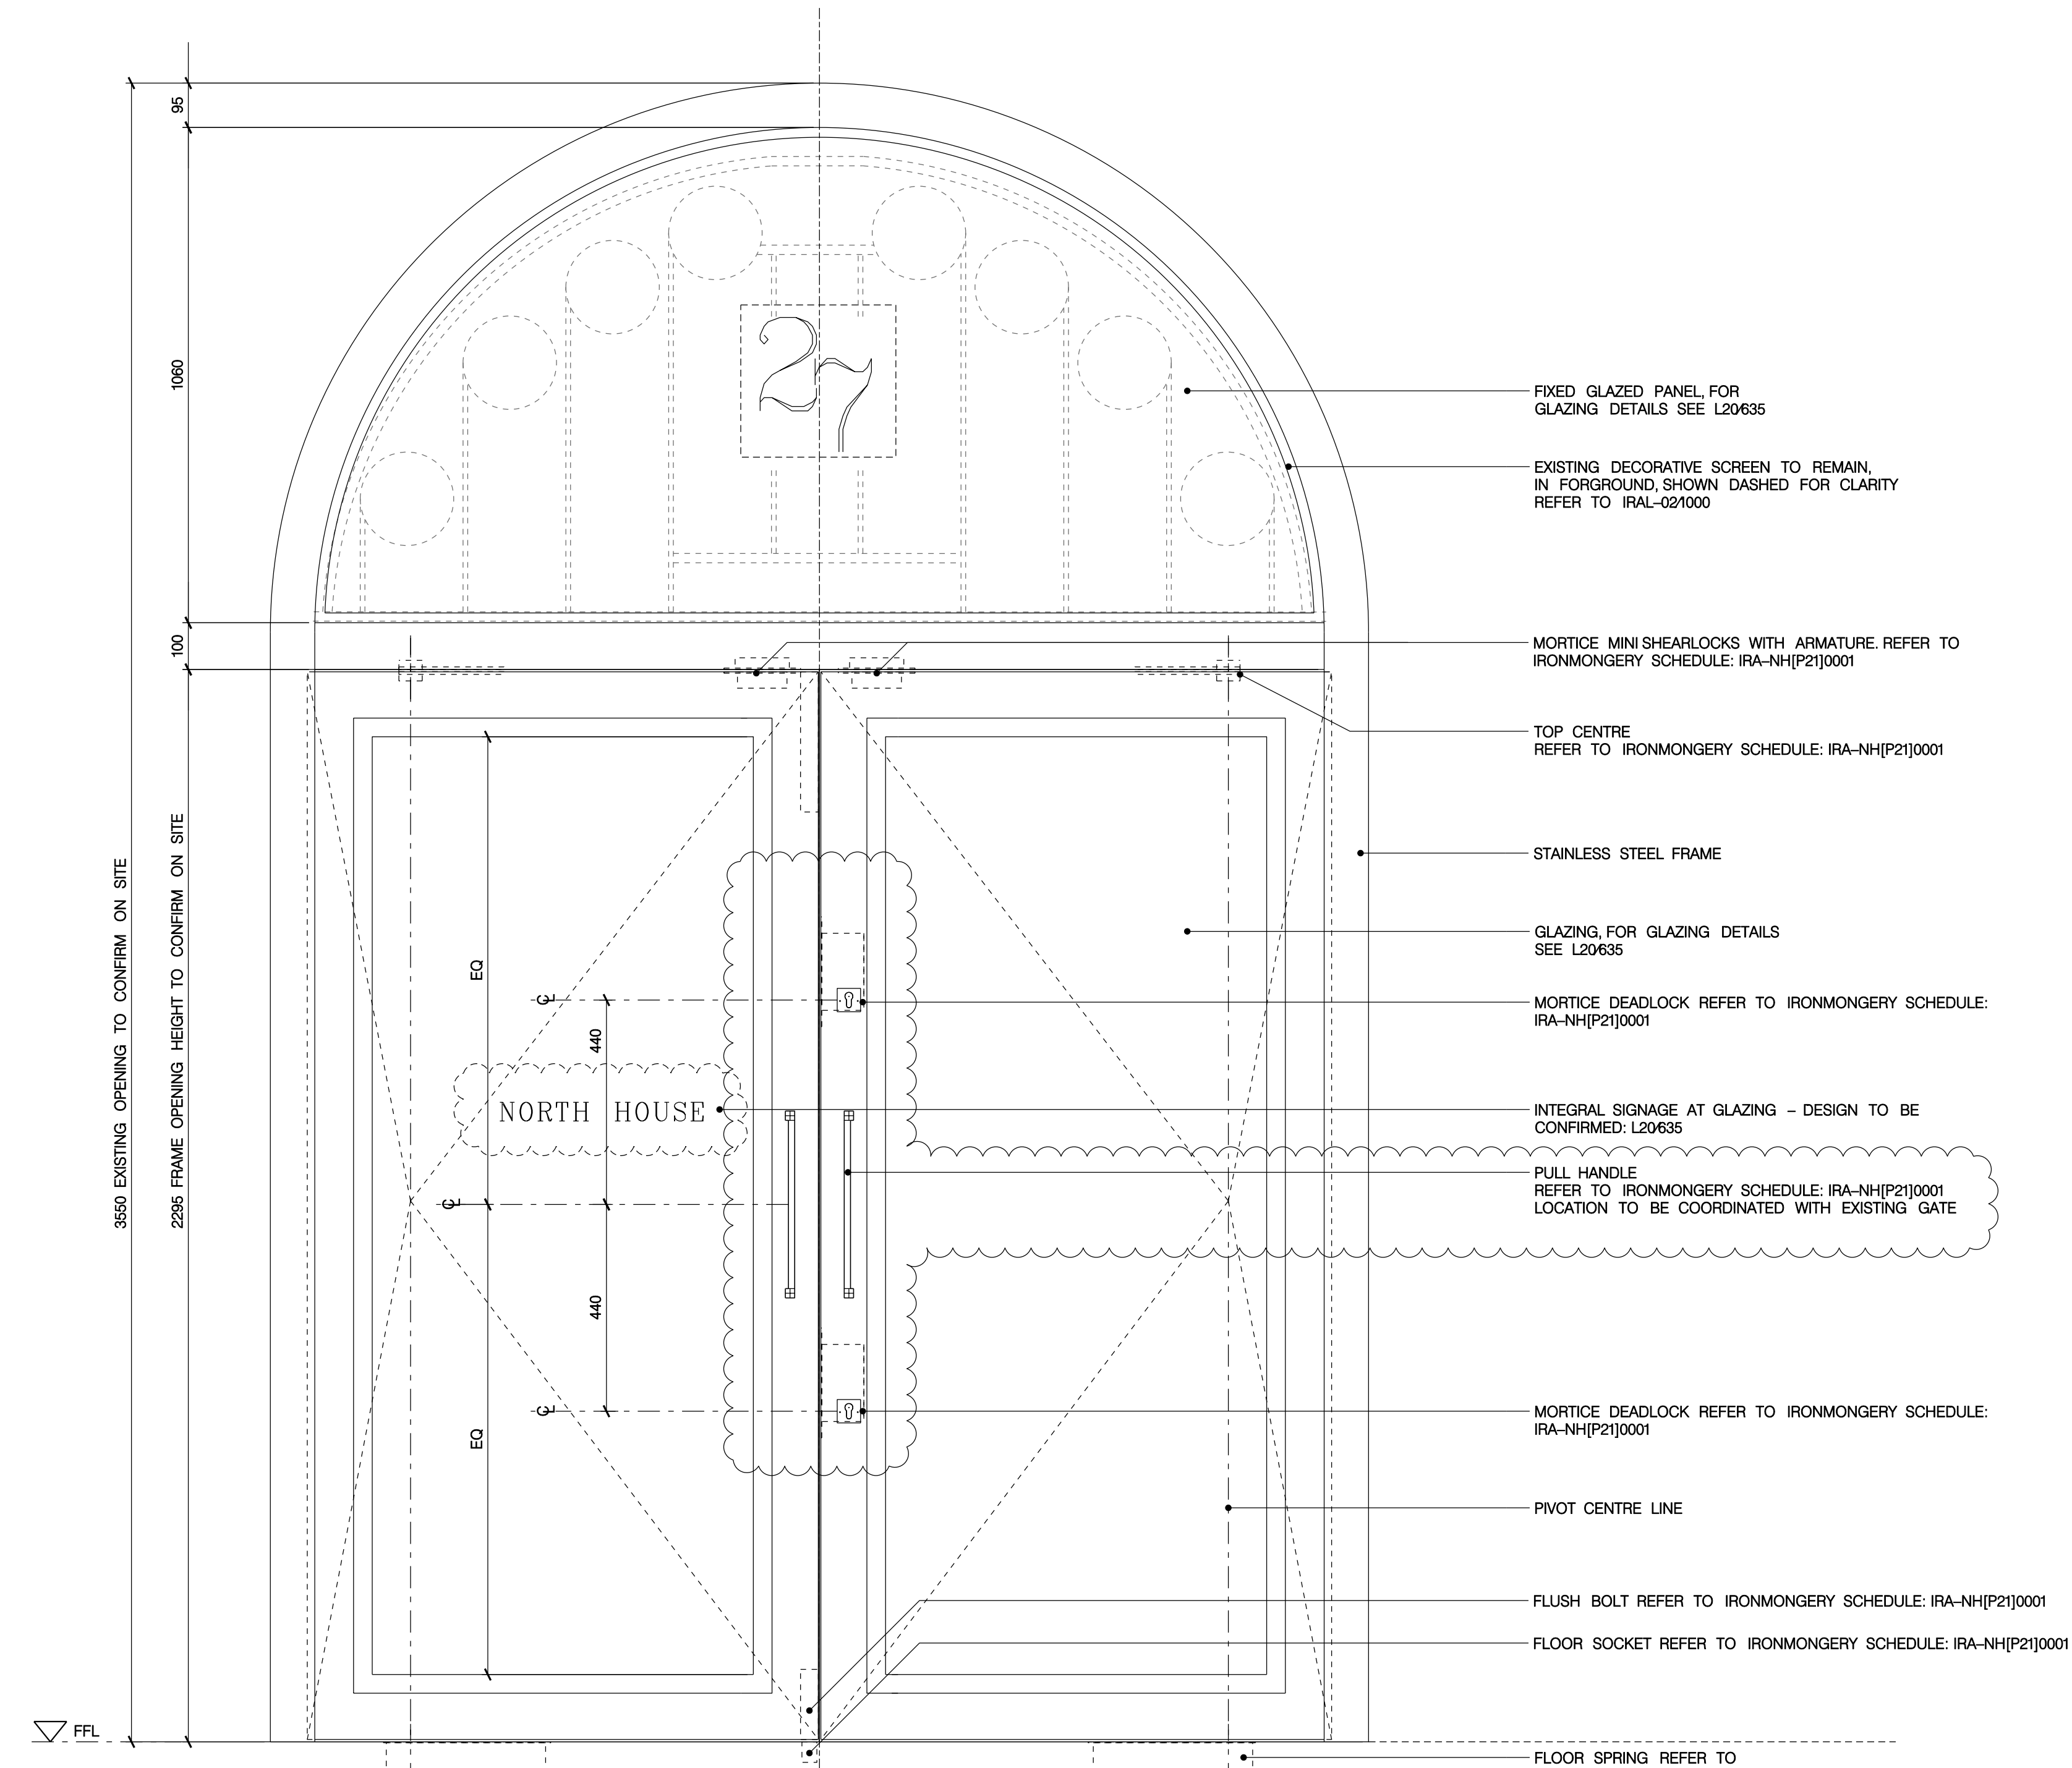 95
1060
100
3550 EXISTING OPENING TO CONFIRM ON SITE
2295 FRAME OPENING HEIGHT TO CONFIRM ON SITE
27
FIXED GLAZED PANEL, FOR
GLAZING DETAILS SEE L20/635
EXISTING DECORATIVE SCREEN TO REMAIN,
IN FORGROUND, SHOWN DASHED FOR CLARITY
REFER TO IRAL-02/1000
MORTICE MINI SHEARLOCKS WITH ARMATURE. REFER TO
IRONMONGERY SCHEDULE: IRA-NH[P21]0001
TOP CENTRE
REFER TO IRONMONGERY SCHEDULE: IRA-NH[P21]0001
STAINLESS STEEL FRAME
GLAZING, FOR GLAZING DETAILS
SEE L20/635
EQ
CL
440
MORTICE DEADLOCK REFER TO IRONMONGERY SCHEDULE:
IRA-NH[P21]0001
NORTH HOUSE
INTEGRAL SIGNAGE AT GLAZING - DESIGN TO BE
CONFIRMED: L20/635
PULL HANDLE
REFER TO IRONMONGERY SCHEDULE: IRA-NH[P21]0001
LOCATION TO BE COORDINATED WITH EXISTING GATE
CL
440
EQ
CL
MORTICE DEADLOCK REFER TO IRONMONGERY SCHEDULE:
IRA-NH[P21]0001
PIVOT CENTRE LINE
FLUSH BOLT REFER TO IRONMONGERY SCHEDULE: IRA-NH[P21]0001
FLOOR SOCKET REFER TO IRONMONGERY SCHEDULE: IRA-NH[P21]0001
FFL
FLOOR SPRING REFER TO